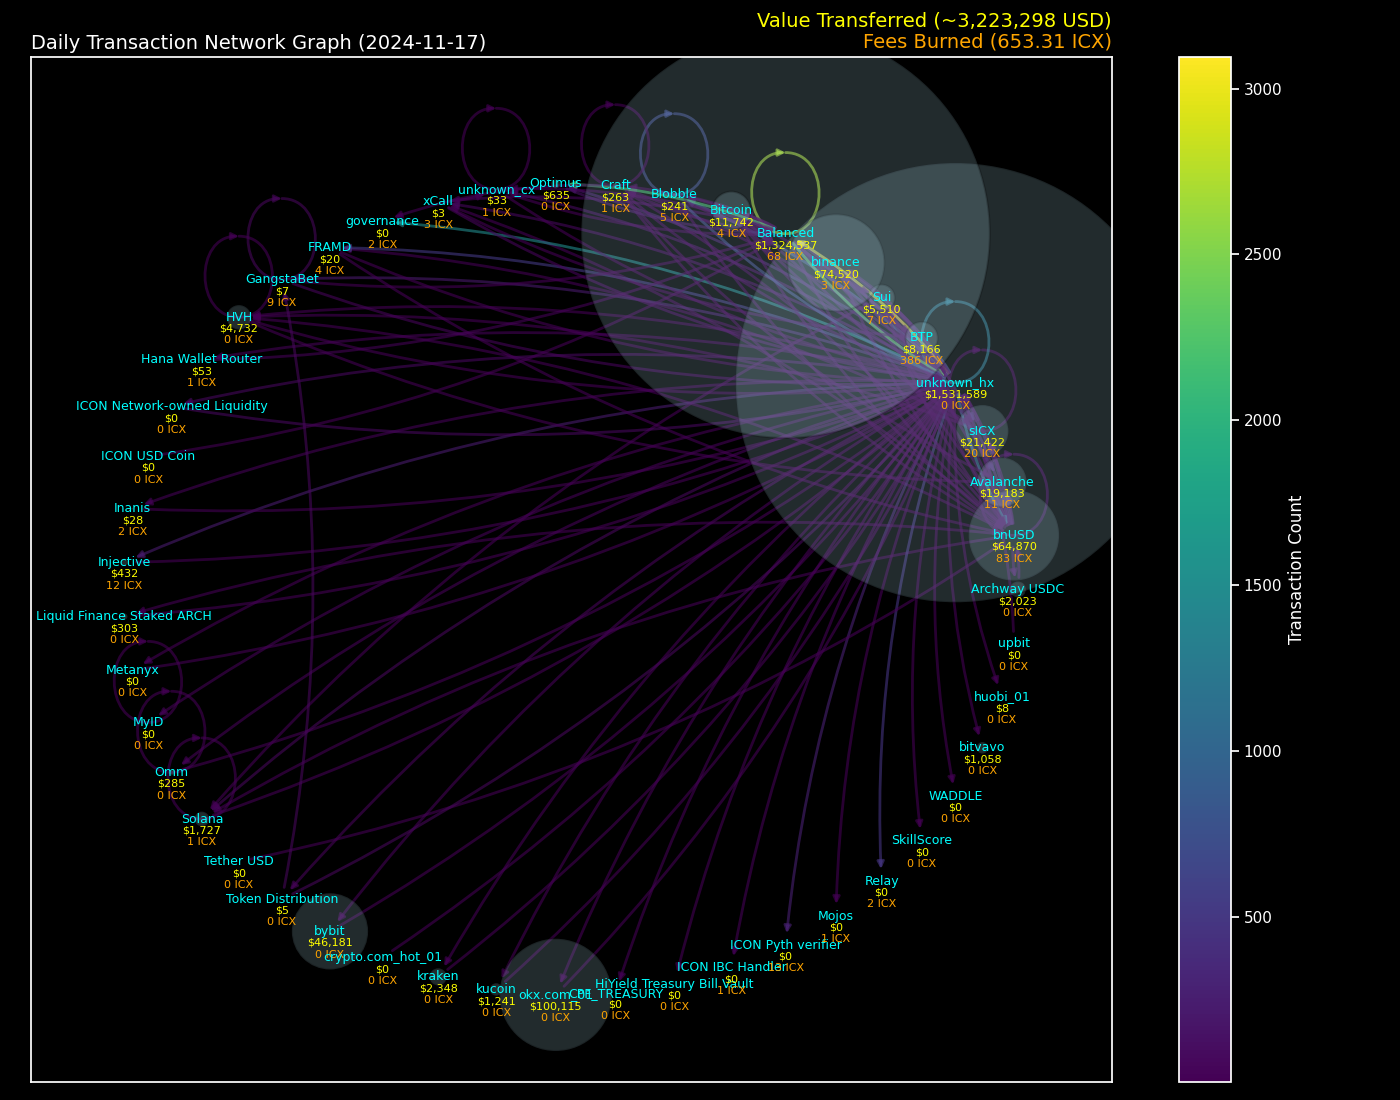 Value Transferred (~3,223,298 USD)
Daily Transaction Network Graph (2024-11-17)
Fees Burned (653.31 ICX)
Optimus
$635
0 ICX
Craft
$263
1 ICX
unknown_cx
$33
1 ICX
Blobble
$241
5 ICX
xCall
$3
3 ICX
Bitcoin
$11,742
4 ICX
governance
$0
2 ICX
Balanced
$1,324,537
68 ICX
FRAMD
$20
4 ICX
binance
$74,520
3 ICX
GangstaBet
$7
9 ICX
Sui
$5,510
7 ICX
HVH
$4,732
0 ICX
BTP
$8,166
386 ICX
Hana Wallet Router
$53
1 ICX
unknown_hx
$1,531,589
0 ICX
ICON Network-owned Liquidity
$0
0 ICX
sICX
$21,422
20 ICX
ICON USD Coin
$0
0 ICX
Avalanche
$19,183
11 ICX
Inanis
$28
2 ICX
bnUSD
$64,870
83 ICX
Injective
$432
12 ICX
Archway USDC
$2,023
0 ICX
Liquid Finance Staked ARCH
$303
0 ICX
upbit
$0
0 ICX
Metanyx
$0
0 ICX
huobi_01
$8
0 ICX
MyID
$0
0 ICX
bitvavo
$1,058
0 ICX
Omm
$285
0 ICX
WADDLE
$0
0 ICX
Solana
$1,727
1 ICX
SkillScore
$0
0 ICX
Tether USD
$0
0 ICX
Relay
$0
2 ICX
Token Distribution
$5
0 ICX
Mojos
$0
1 ICX
bybit
$46,181
0 ICX
ICON Pyth verifier
$0
13 ICX
crypto.com_hot_01
$0
0 ICX
ICON IBC Handler
$0
1 ICX
kraken
$2,348
0 ICX
HiYield Treasury Bill Vault
$0
0 ICX
kucoin
$1,241
0 ICX
okx.com_01
$100,115
0 ICX
CPF_TREASURY
$0
0 ICX
3000
2500
2000
1500
1000
500
Transaction Count